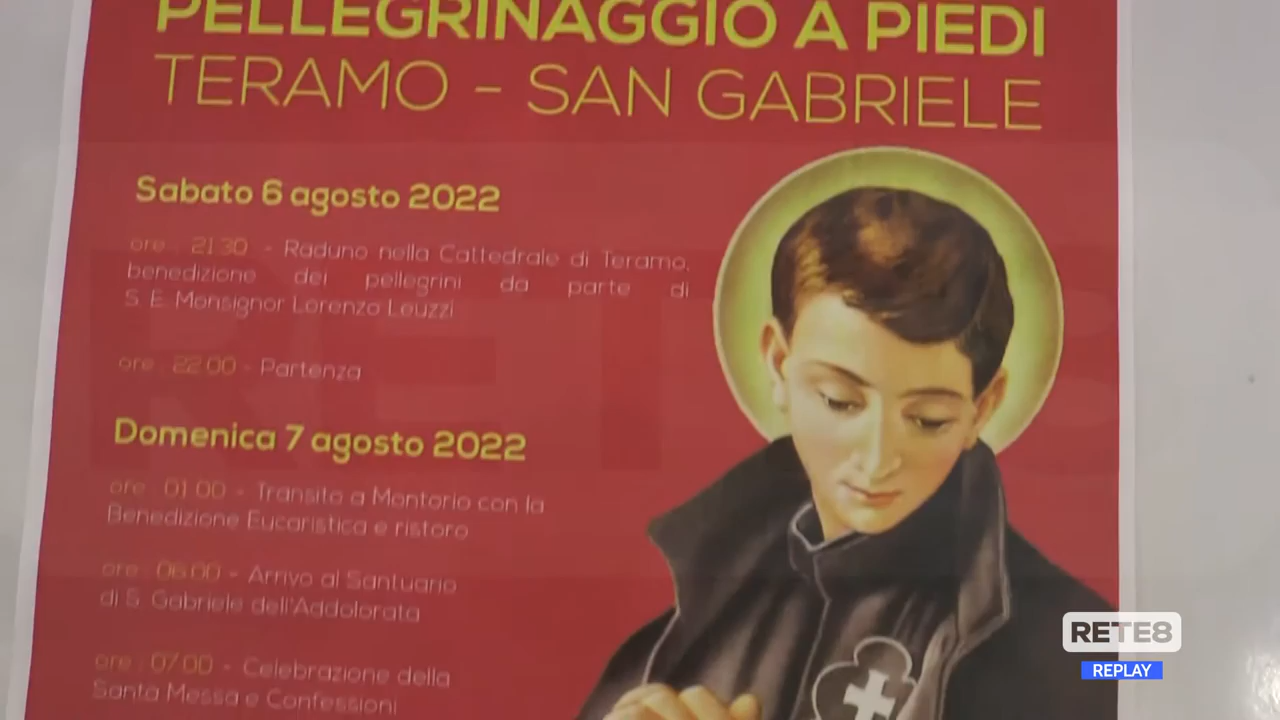 PELLEGRINAGGIO A PIEDI
TERAMO - SAN GABRIELE
Sabato 6 agosto 2022
ore 21:30 - Raduno nella Cattedrale di Teramo,
benedizione dei pellegrini da parte di
S. E. Monsignor Lorenzo Leuzzi
ore 22:00 - Partenza
Domenica 7 agosto 2022
ore 01:00 - Transito a Montorio con la
Benedizione Eucaristica e ristoro
ore 06:00 - Arrivo al Santuario
di S. Gabriele dell'Addolorata
ore 07:00 - Celebrazione della
Santa Messa e Confessioni
RETE8
REPLAY